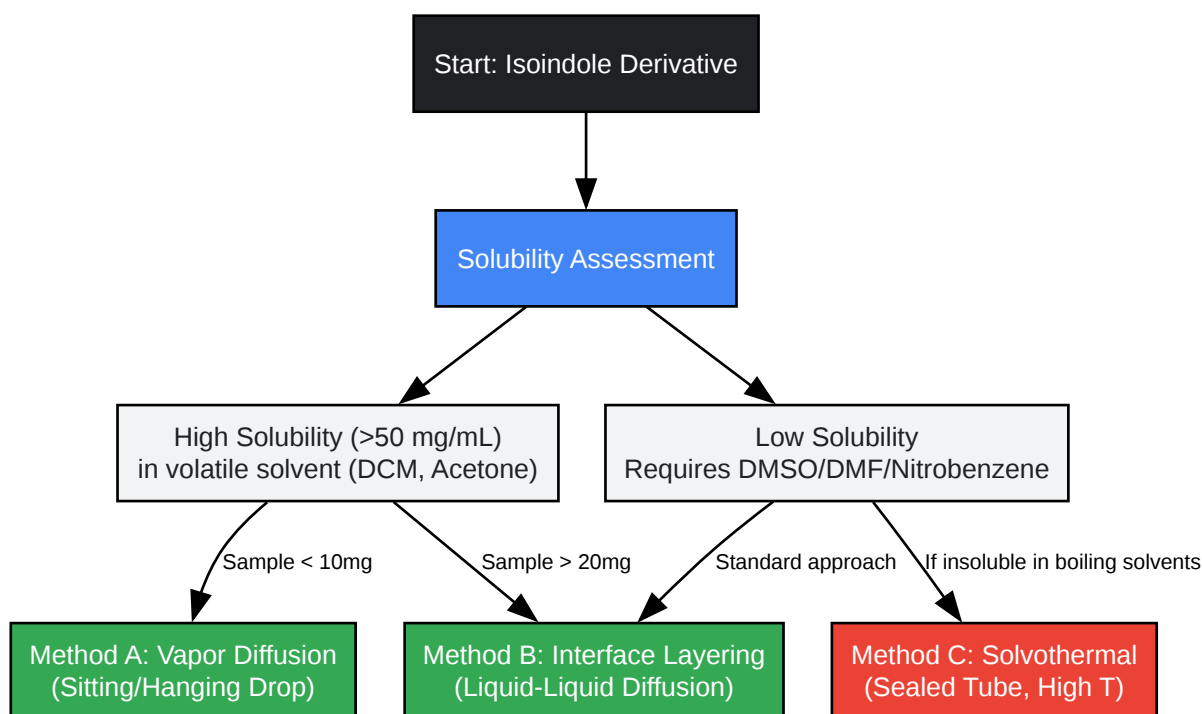 Start: Isoindole Derivative
Solubility Assessment
High Solubility (>50 mg/mL)
in volatile solvent (DCM, Acetone)
Low Solubility
Requires DMSO/DMF/Nitrobenzene
Sample < 10mg
Sample > 20mg
Standard approach
If insoluble in boiling solvents
Method A: Vapor Diffusion
(Sitting/Hanging Drop)
Method B: Interface Layering
(Liquid-Liquid Diffusion)
Method C: Solvothermal
(Sealed Tube, High T)